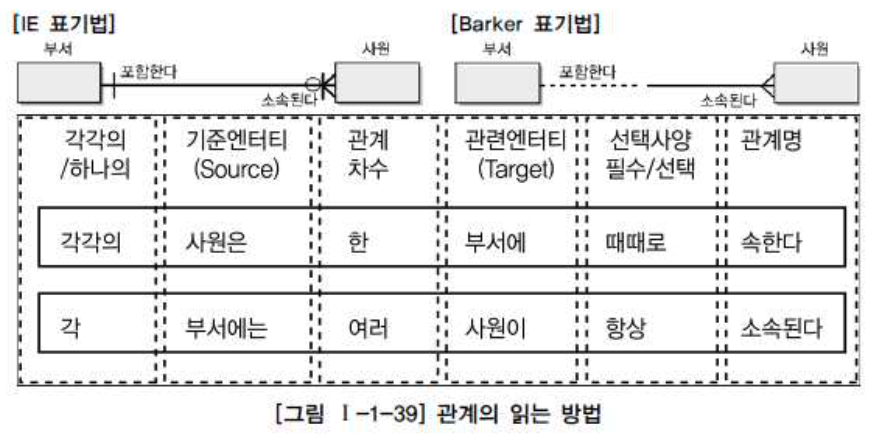 [IE 표기법] [Barker 표기법]
부서 사원 부서 사원
포함한다 포함한다
소속된다 소속된다
각각의 기준엔터티 관계 관련엔터티 선택사양 관계명
/하나의 (Source) 차수 (Target) 필수/선택
각각의 사원은 한 부서에 때때로 속한다
각 부서에는 여러 사원이 항상 소속된다
[그림 Ⅰ-1-39] 관계의 읽는 방법